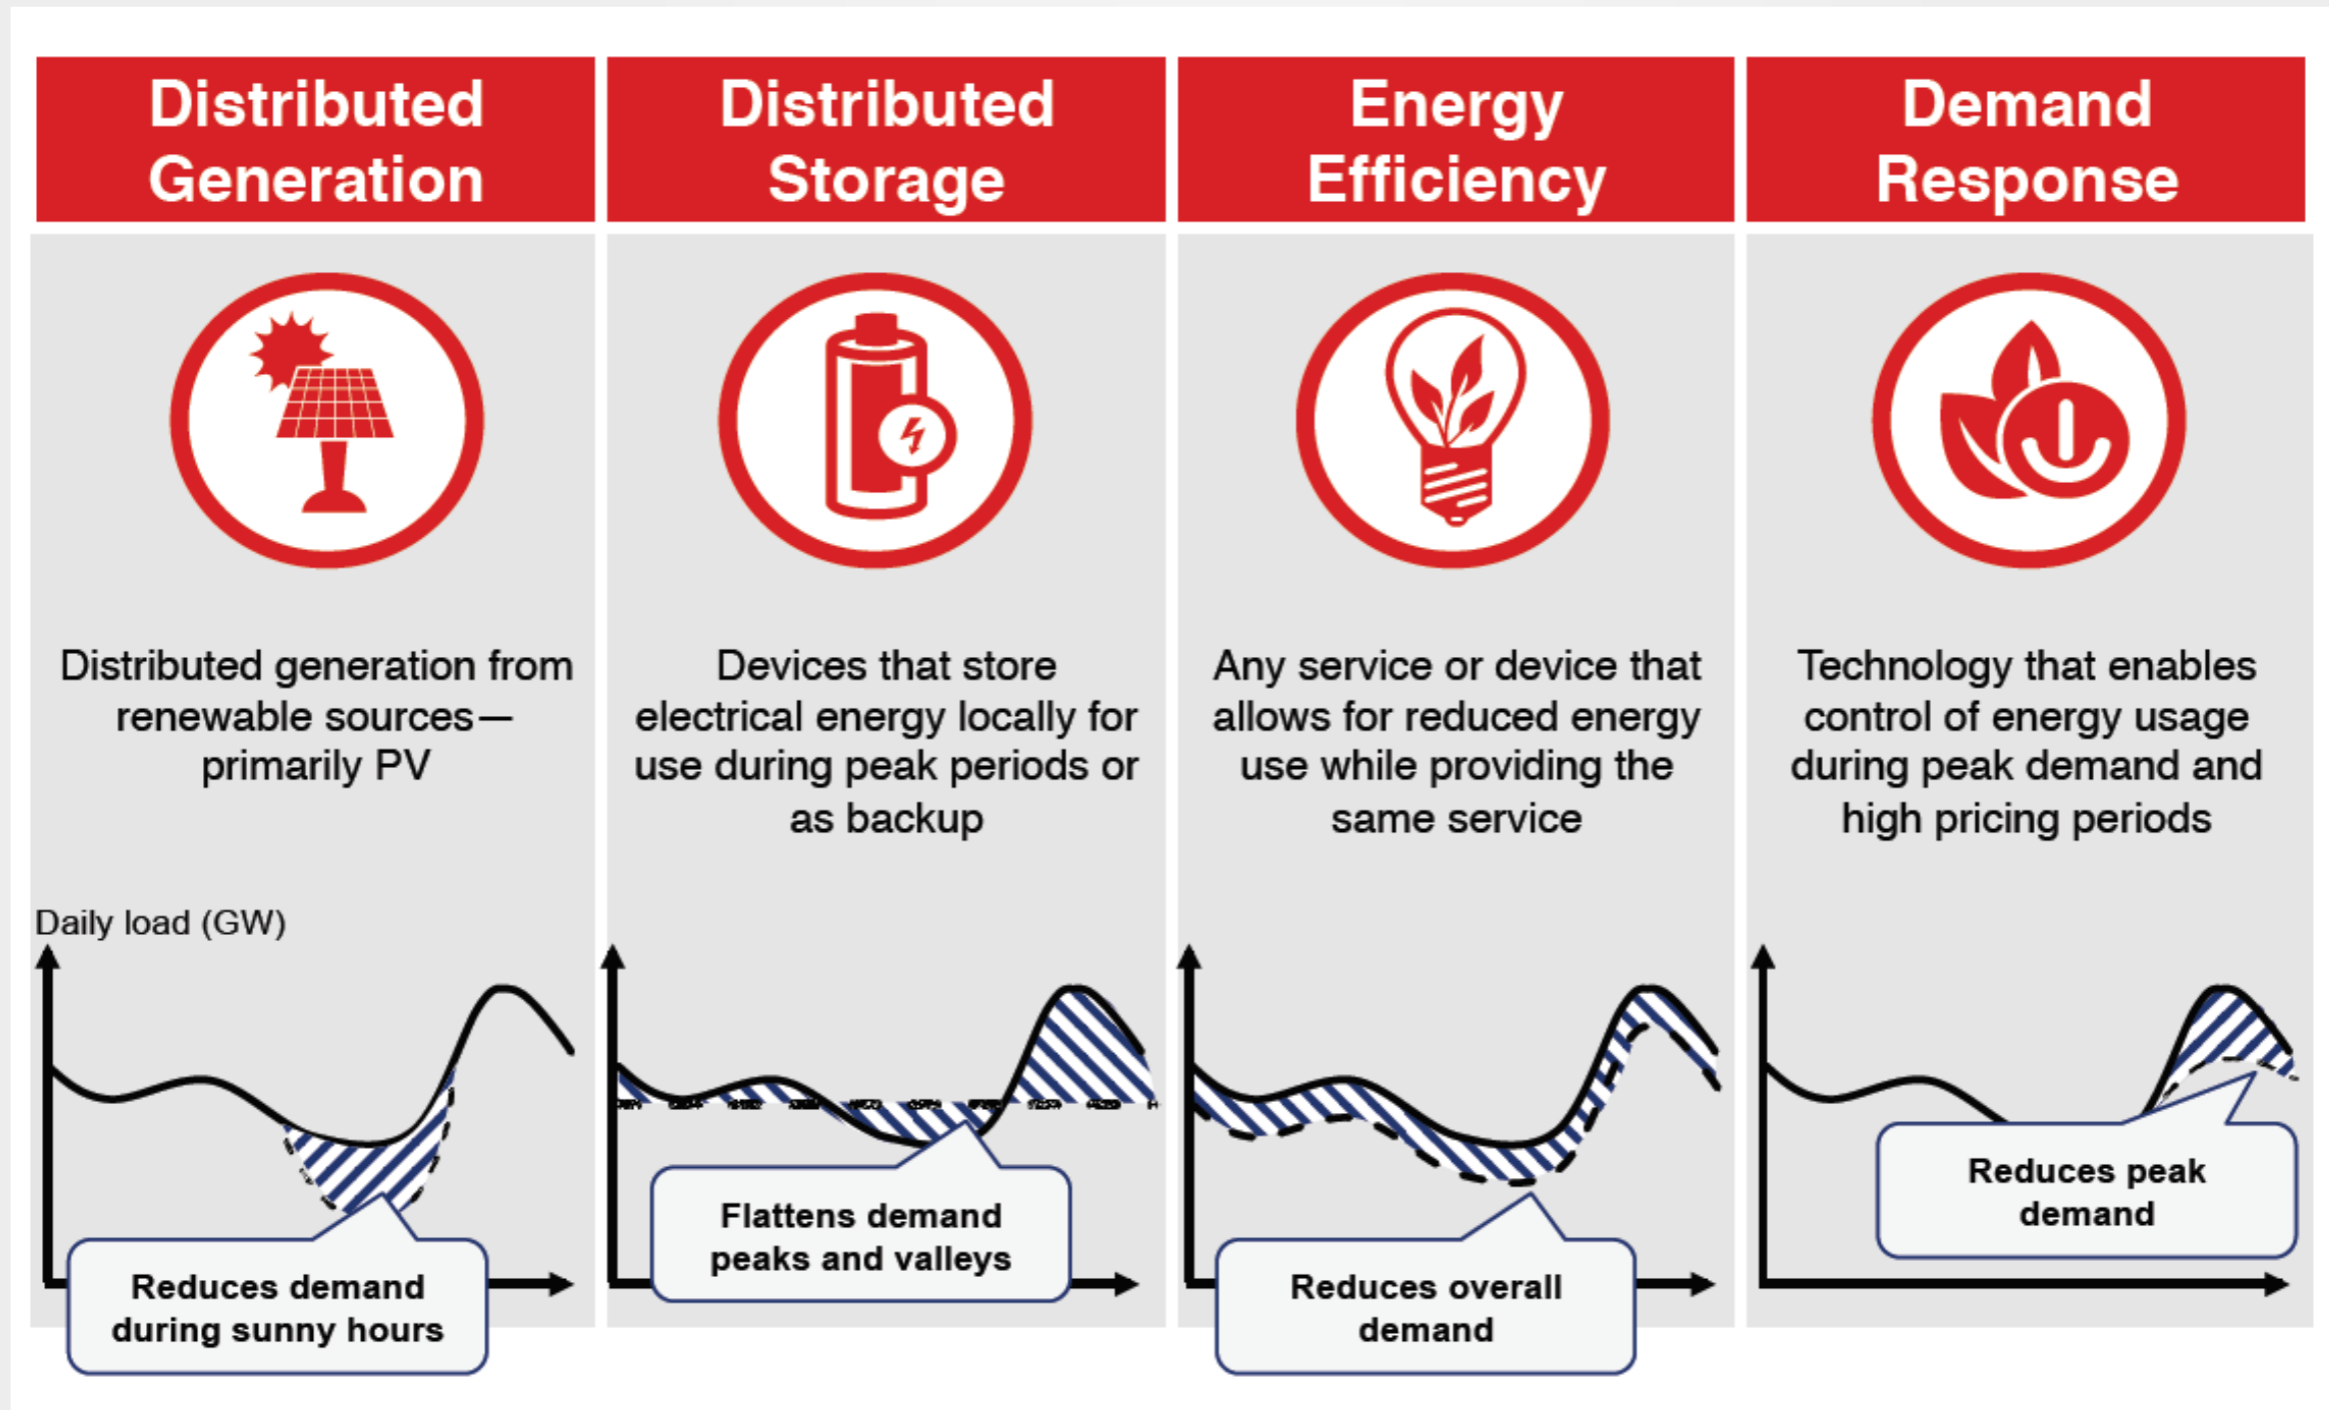 Distributed
Generation
Distributed
Storage
Energy
Efficiency
Demand
Response
Distributed generation from
renewable sources—
primarily PV
Devices that store
electrical energy locally for
use during peak periods or
as backup
Any service or device that
allows for reduced energy
use while providing the
same service
Technology that enables
control of energy usage
during peak demand and
high pricing periods
Daily load (GW)
Reduces demand
during sunny hours
Flattens demand
peaks and valleys
Reduces overall
demand
Reduces peak
demand